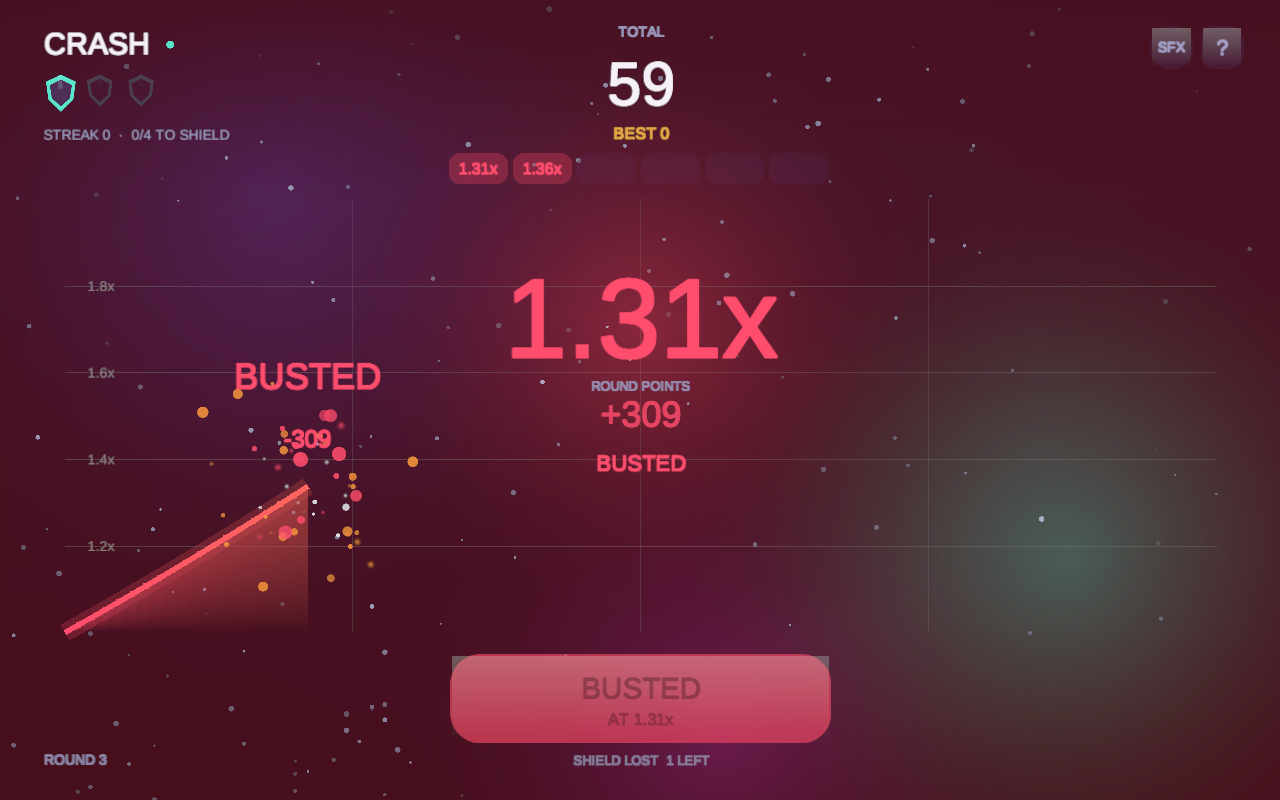 CRASH
STREAK 0 · 0/4 TO SHIELD
TOTAL
59
BEST 0
SFX
?
1.31x
1.36x
1.8x
1.6x
1.4x
1.2x
1.31x
ROUND POINTS
+309
BUSTED
BUSTED
-309
BUSTED
AT 1.31x
ROUND 3
SHIELD LOST 1 LEFT